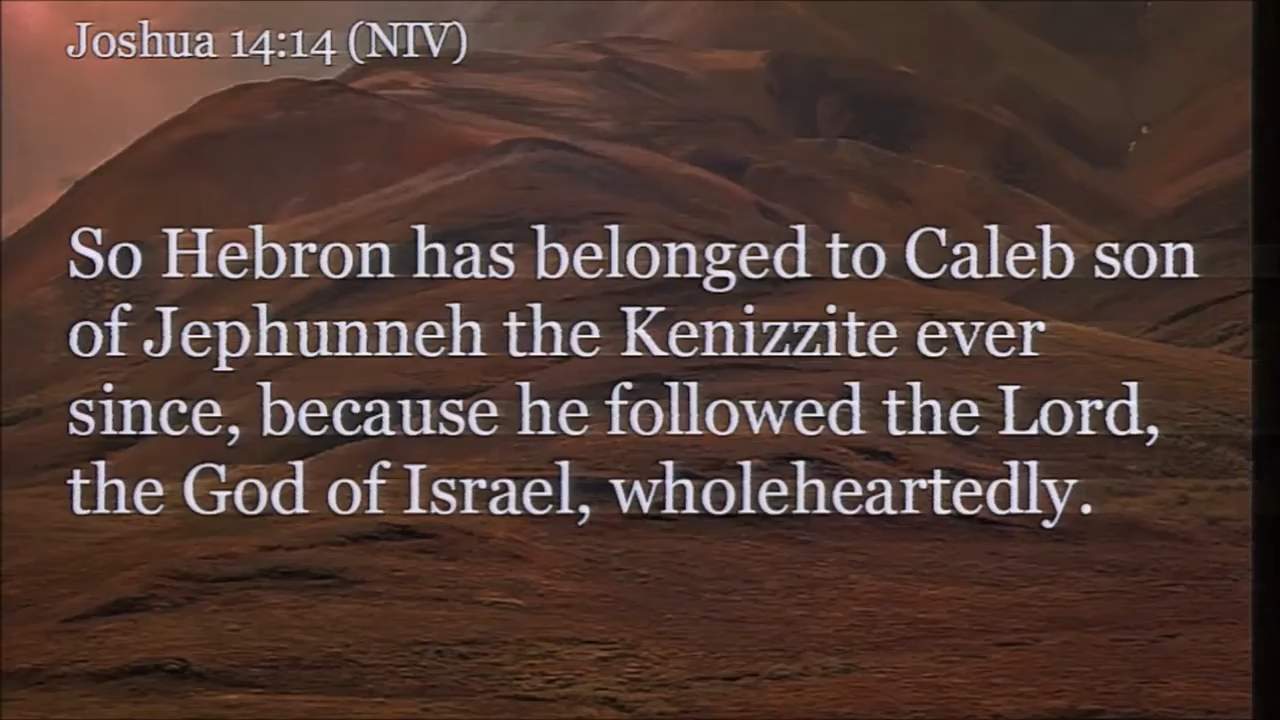 Joshua 14:14 (NIV)
So Hebron has belonged to Caleb son
of Jephunneh the Kenizzite ever
since, because he followed the Lord,
the God of Israel, wholeheartedly.